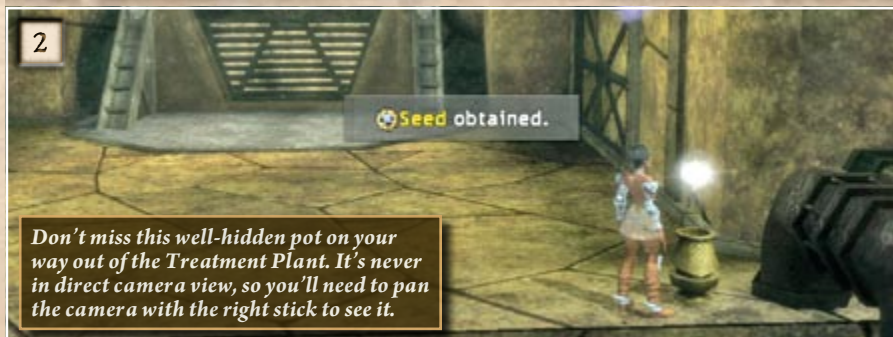 2
Seed obtained.
Don't miss this well-hidden pot on your
way out of the Treatment Plant. It's never
in direct camera view, so you'll need to pan
the camera with the right stick to see it.